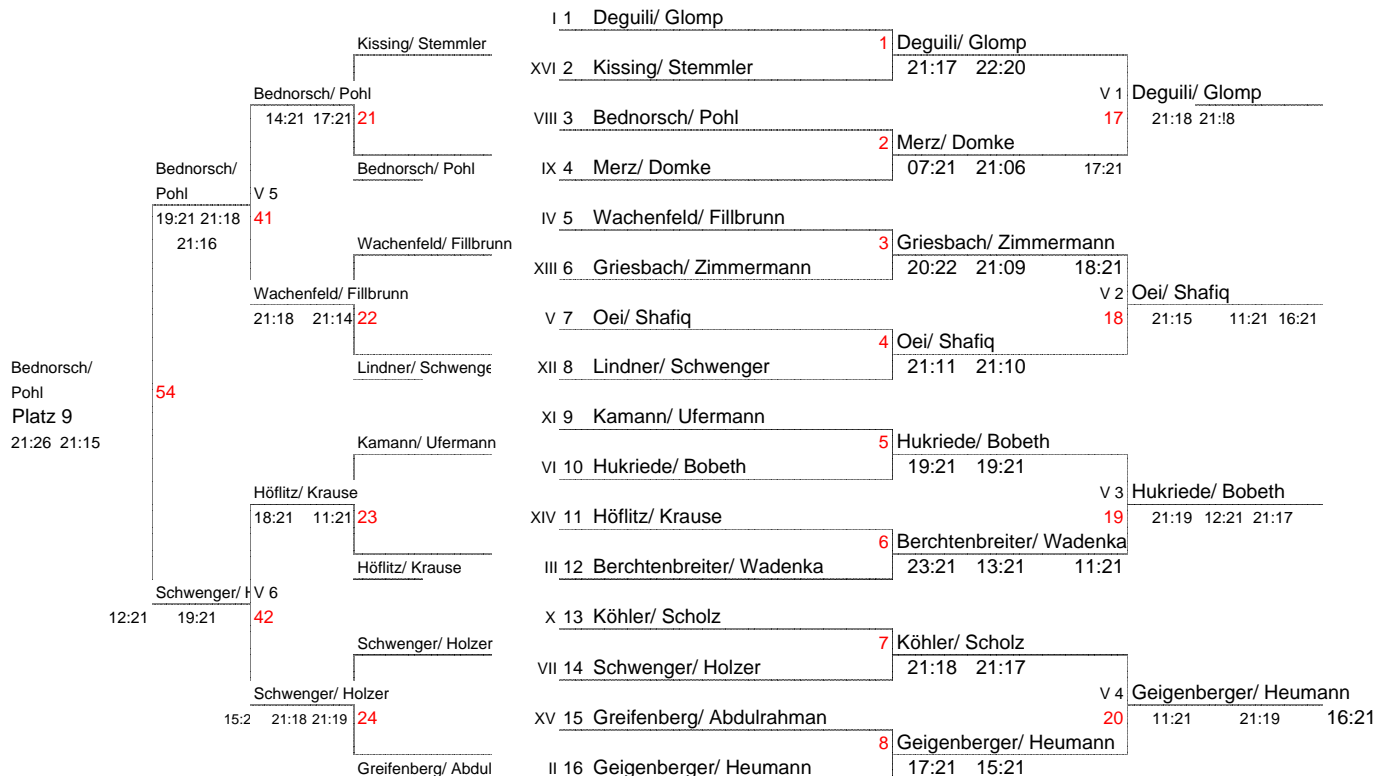 I 1 Deguili/ Glomp
Kissing/ Stemmler 1 Deguili/ Glomp
XVI 2 Kissing/ Stemmler 21:17 22:20
Bednorsch/ Pohl V 1 Deguili/ Glomp
14:21 17:21 21 VIII 3 Bednorsch/ Pohl 17 21:18 21:!8
2 Merz/ Domke
Bednorsch/ Bednorsch/ Pohl IX 4 Merz/ Domke 07:21 21:06 17:21
Pohl V 5
19:21 21:18 41 IV 5 Wachenfeld/ Fillbrunn
21:16 Wachenfeld/ Fillbrunn 3 Griesbach/ Zimmermann
XIII 6 Griesbach/ Zimmermann 20:22 21:09 18:21
Wachenfeld/ Fillbrunn V 2 Oei/ Shafiq
21:18 21:14 22 V 7 Oei/ Shafiq 18 21:15 11:21 16:21
4 Oei/ Shafiq
Bednorsch/ Lindner/ Schwenge XII 8 Lindner/ Schwenger 21:11 21:10
Pohl 54
Platz 9 XI 9 Kamann/ Ufermann
21:26 21:15 Kamann/ Ufermann 5 Hukriede/ Bobeth
VI 10 Hukriede/ Bobeth 19:21 19:21
Höflitz/ Krause V 3 Hukriede/ Bobeth
18:21 11:21 23 XIV 11 Höflitz/ Krause 19 21:19 12:21 21:17
6 Berchtenbreiter/ Wadenka
Höflitz/ Krause III 12 Berchtenbreiter/ Wadenka 23:21 13:21 11:21
Schwenger/ H V 6
12:21 19:21 42 X 13 Köhler/ Scholz
Schwenger/ Holzer 7 Köhler/ Scholz
VII 14 Schwenger/ Holzer 21:18 21:17
Schwenger/ Holzer V 4 Geigenberger/ Heumann
15:2 21:18 21:19 24 XV 15 Greifenberg/ Abdulrahman 20 11:21 21:19 16:21
8 Geigenberger/ Heumann
Greifenberg/ Abdul II 16 Geigenberger/ Heumann 17:21 15:21